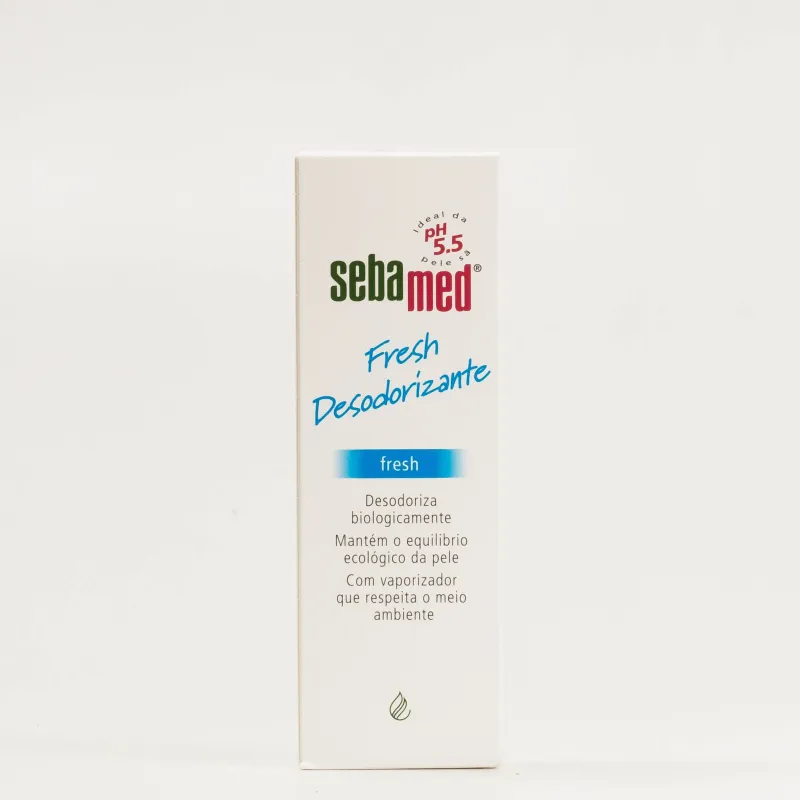 Ideal da
pH
5.5
pele sã
sebamed®
Fresh
Desodorizante
fresh
Desodoriza
biologicamente
Mantém o equilíbrio
ecológico da pele
Com vaporizador
que respeita o meio
ambiente